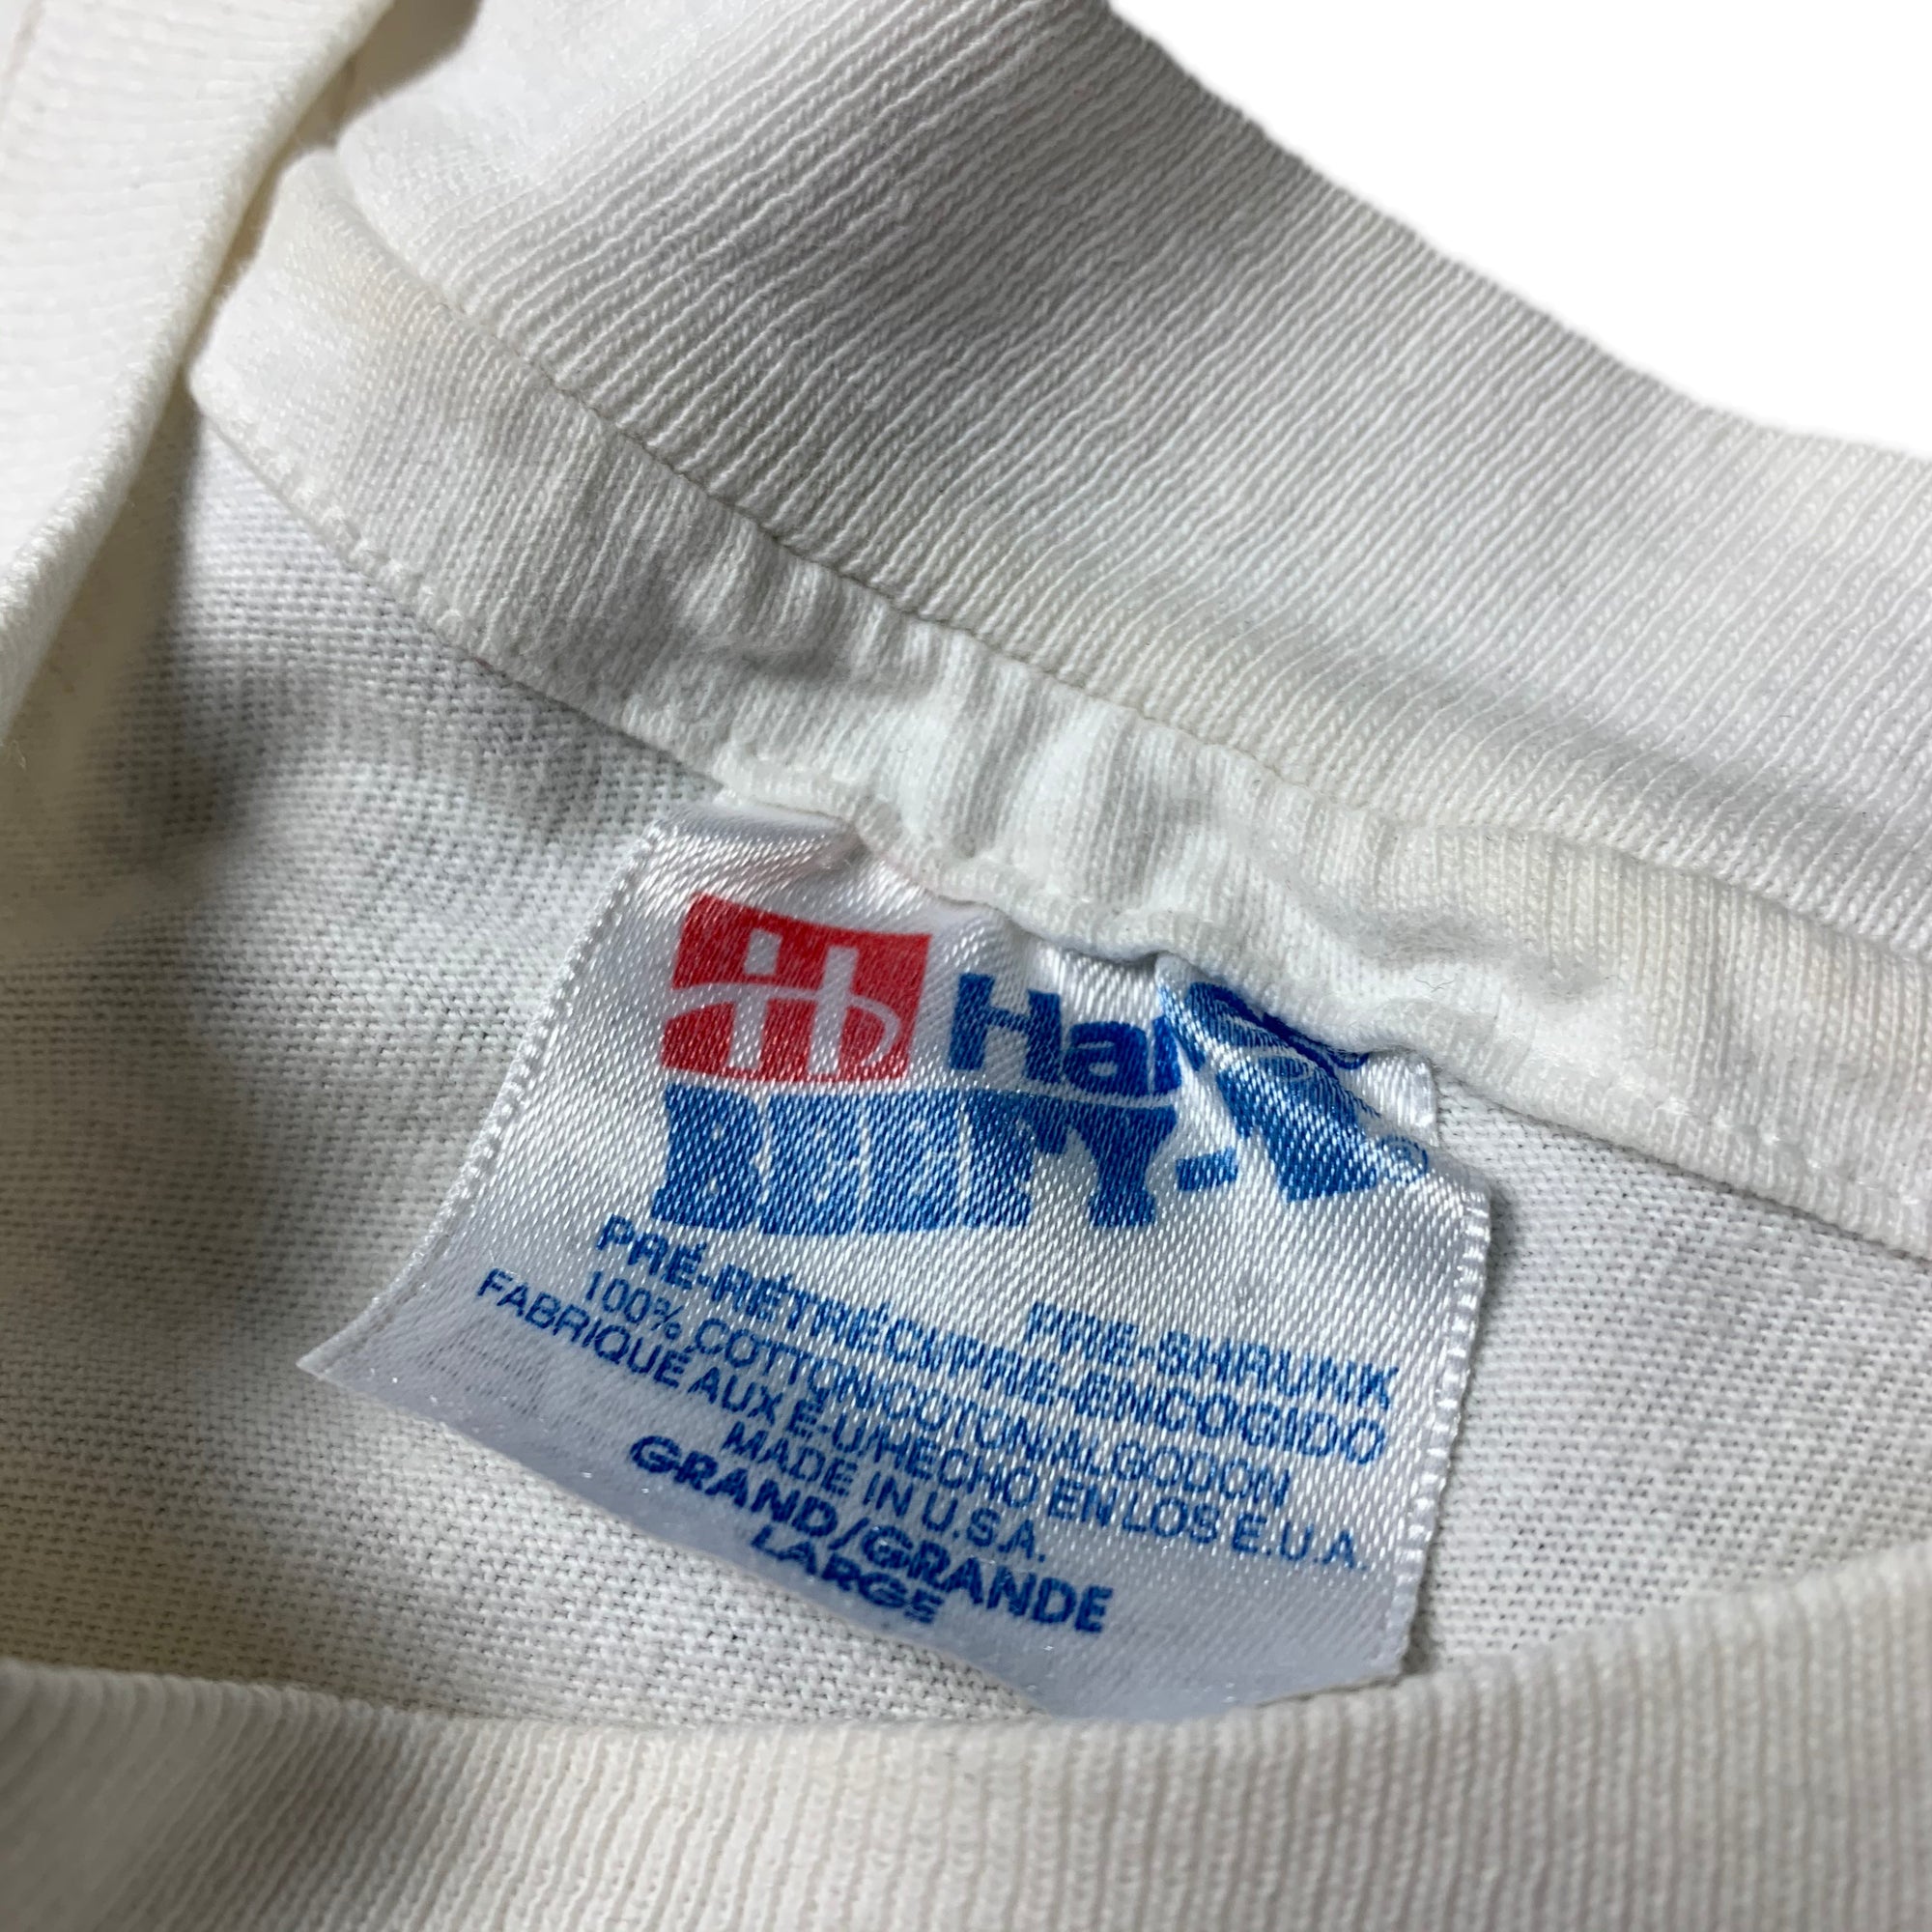 Han
BEEFY-
PRE-SHRUNK
PRÉ-RÉTRÉCI/PRE-ENCOGIDO
100% COTTON/COTON/ALGODON
FABRIQUÉ AUX É.-U/HECHO EN LOS E.U.A.
MADE IN U.S.A.
GRAND/GRANDE
LARGE